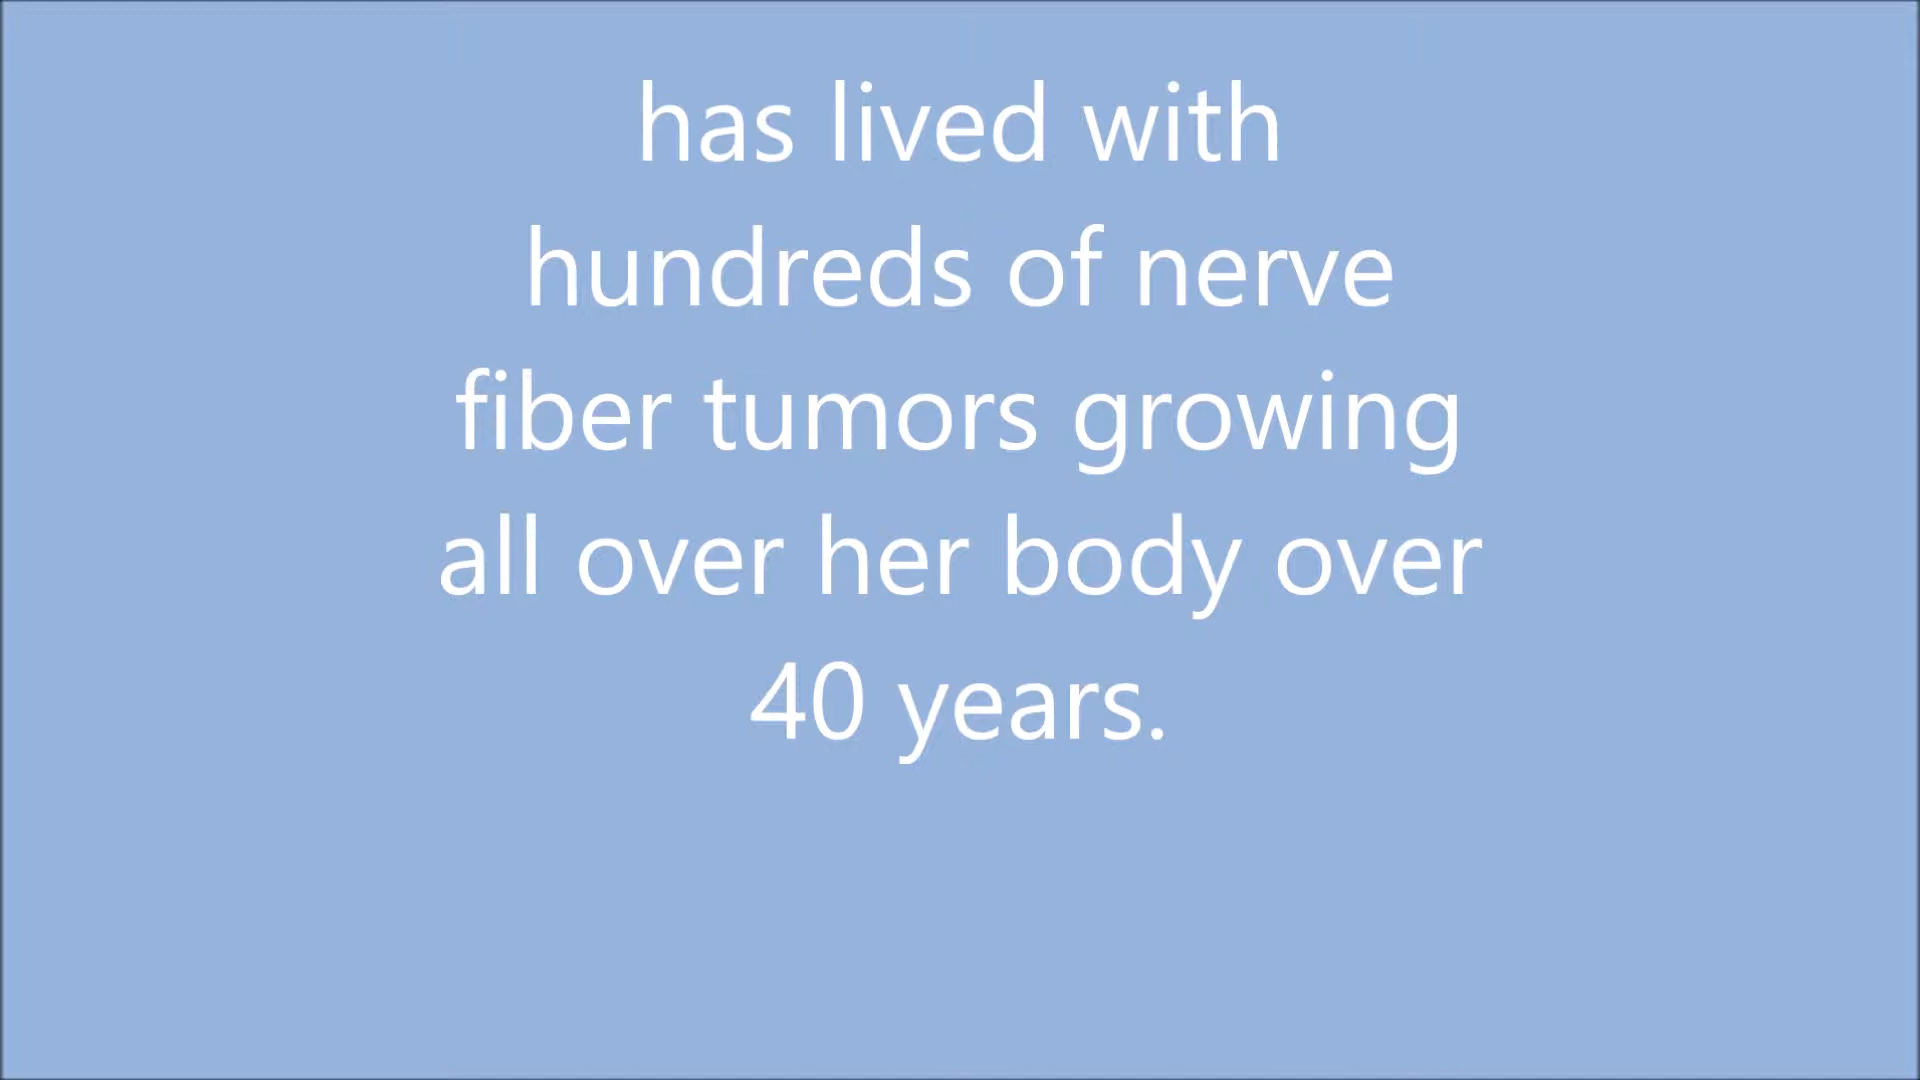 has lived with
hundreds of nerve
fiber tumors growing
all over her body over
40 years.